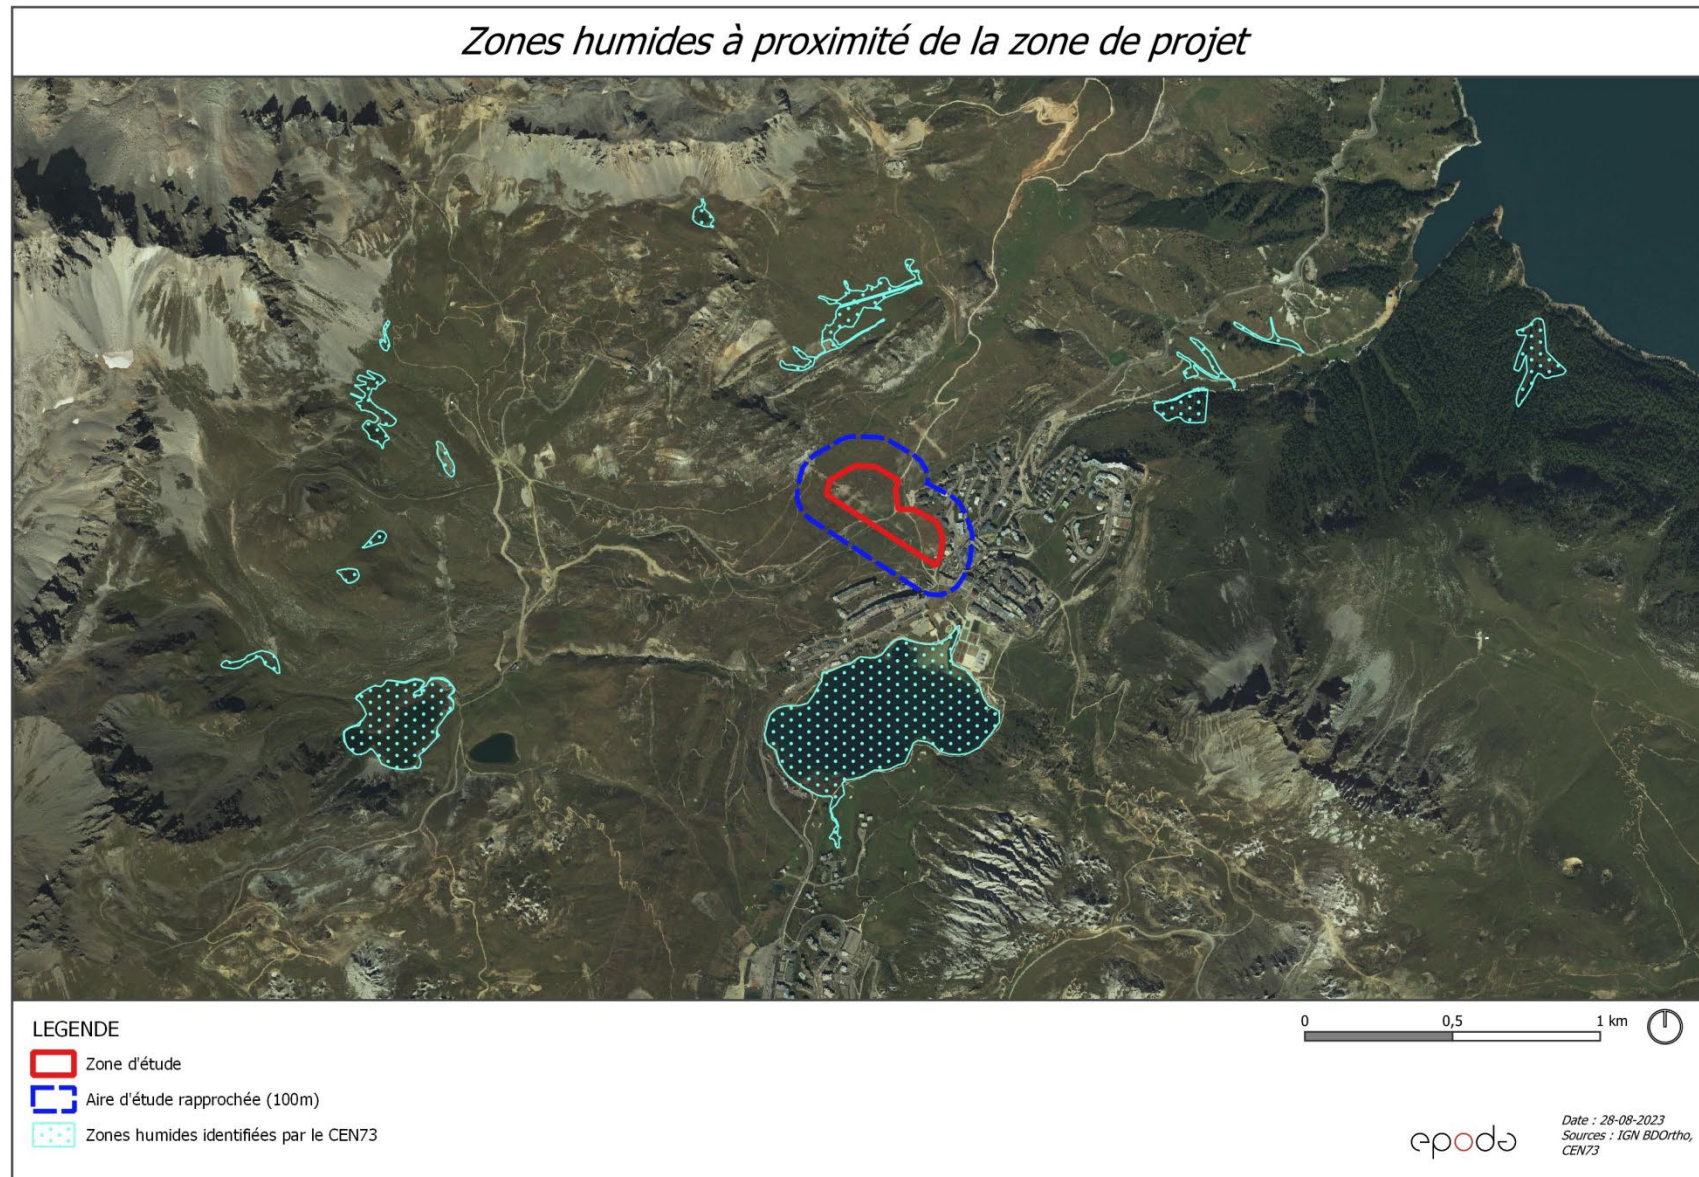 Zones humides à proximité de la zone de projet
LEGENDE
Zone d'étude
Aire d'étude rapprochée (100m)
Zones humides identifiées par le CEN73
0 0,5 1 km
epode
Date : 28-08-2023
Sources : IGN BDOrtho,
CEN73